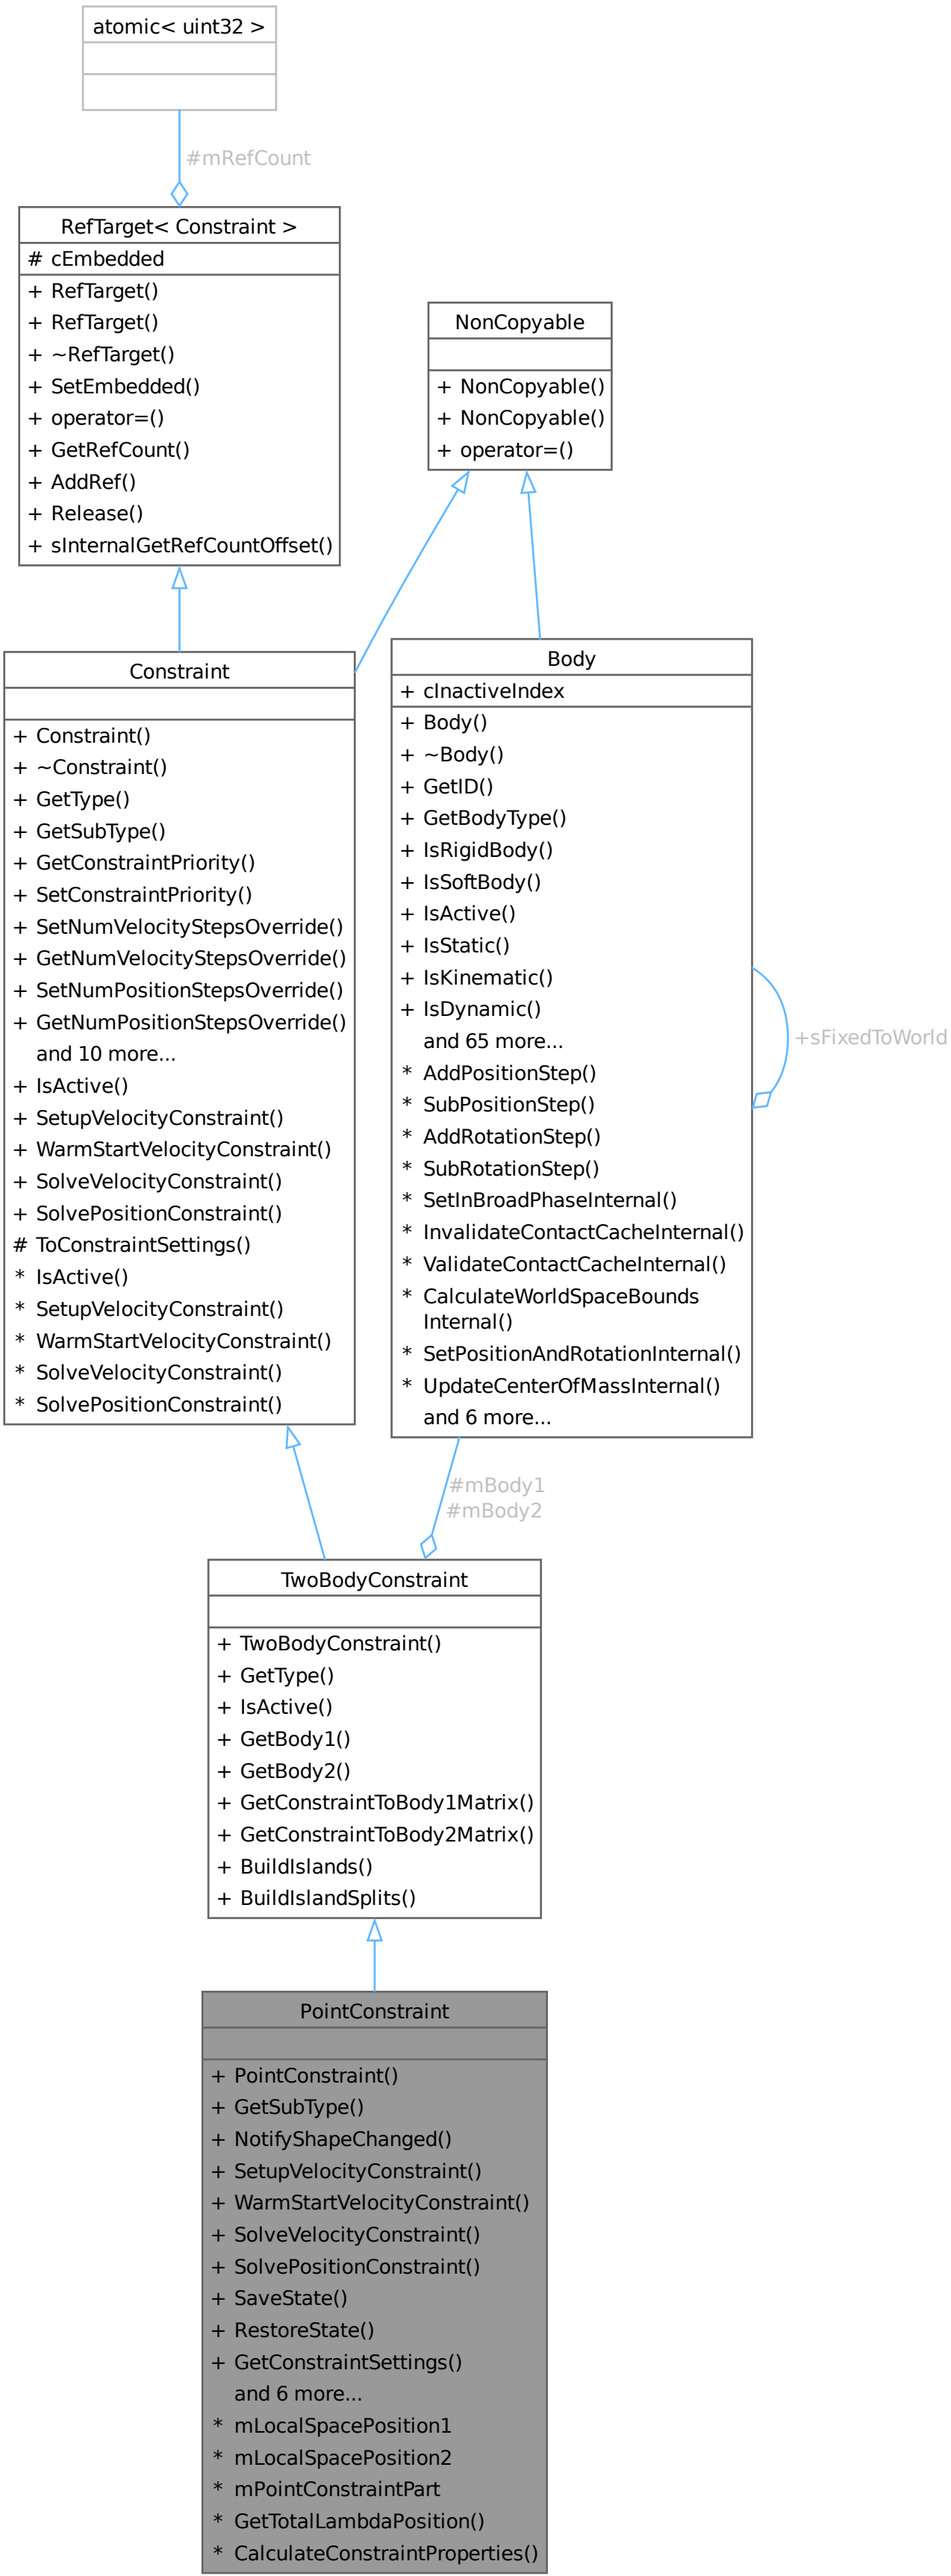 atomic< uint32 >
#mRefCount
RefTarget< Constraint >
# cEmbedded
+ RefTarget()
+ RefTarget()
+ ~RefTarget()
+ SetEmbedded()
+ operator=()
+ GetRefCount()
+ AddRef()
+ Release()
+ sInternalGetRefCountOffset()
NonCopyable
+ NonCopyable()
+ NonCopyable()
+ operator=()
Constraint
+ Constraint()
+ ~Constraint()
+ GetType()
+ GetSubType()
+ GetConstraintPriority()
+ SetConstraintPriority()
+ SetNumVelocityStepsOverride()
+ GetNumVelocityStepsOverride()
+ SetNumPositionStepsOverride()
+ GetNumPositionStepsOverride()
and 10 more...
+ IsActive()
+ SetupVelocityConstraint()
+ WarmStartVelocityConstraint()
+ SolveVelocityConstraint()
+ SolvePositionConstraint()
# ToConstraintSettings()
* IsActive()
* SetupVelocityConstraint()
* WarmStartVelocityConstraint()
* SolveVelocityConstraint()
* SolvePositionConstraint()
Body
+ cInactiveIndex
+ Body()
+ ~Body()
+ GetID()
+ GetBodyType()
+ IsRigidBody()
+ IsSoftBody()
+ IsActive()
+ IsStatic()
+ IsKinematic()
+ IsDynamic()
and 65 more...
* AddPositionStep()
* SubPositionStep()
* AddRotationStep()
* SubRotationStep()
* SetInBroadPhaseInternal()
* InvalidateContactCacheInternal()
* ValidateContactCacheInternal()
* CalculateWorldSpaceBounds
Internal()
* SetPositionAndRotationInternal()
* UpdateCenterOfMassInternal()
and 6 more...
+sFixedToWorld
#mBody1
#mBody2
TwoBodyConstraint
+ TwoBodyConstraint()
+ GetType()
+ IsActive()
+ GetBody1()
+ GetBody2()
+ GetConstraintToBody1Matrix()
+ GetConstraintToBody2Matrix()
+ BuildIslands()
+ BuildIslandSplits()
PointConstraint
+ PointConstraint()
+ GetSubType()
+ NotifyShapeChanged()
+ SetupVelocityConstraint()
+ WarmStartVelocityConstraint()
+ SolveVelocityConstraint()
+ SolvePositionConstraint()
+ SaveState()
+ RestoreState()
+ GetConstraintSettings()
and 6 more...
* mLocalSpacePosition1
* mLocalSpacePosition2
* mPointConstraintPart
* GetTotalLambdaPosition()
* CalculateConstraintProperties()